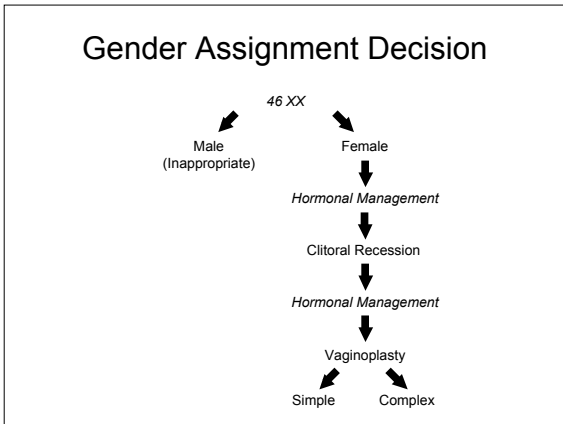 Gender Assignment Decision
46 XX
Male
(Inappropriate)
Female
Hormonal Management
Clitoral Recession
Hormonal Management
Vaginoplasty
Simple
Complex